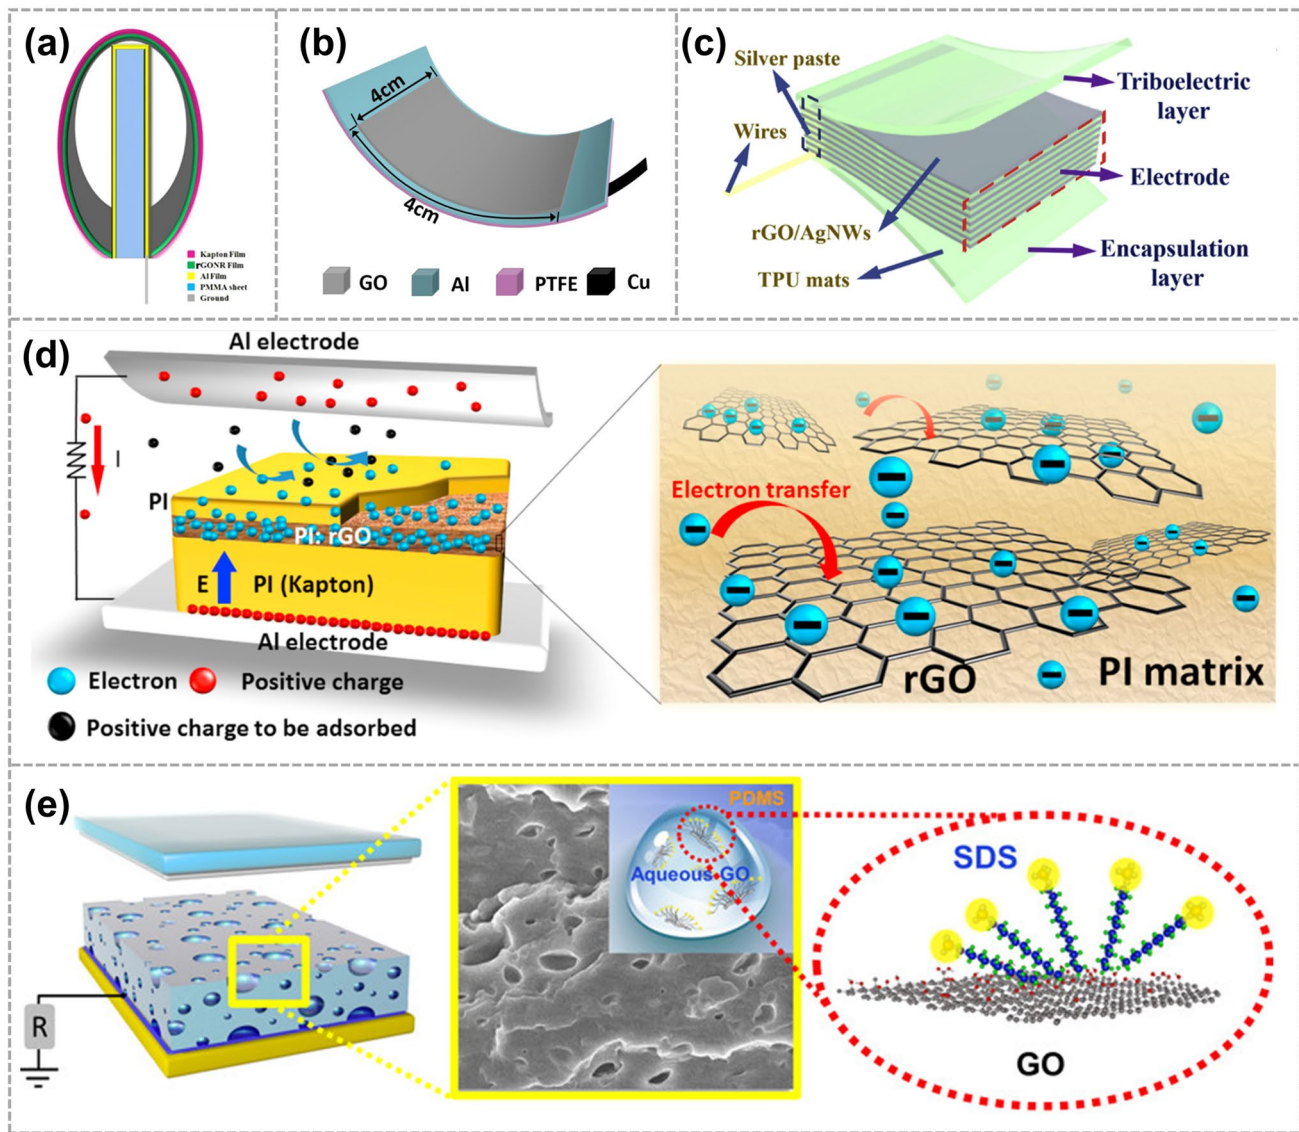 (a)
Kapton Film
rGONR Film
Al Film
PMMA sheet
Ground
(b)
4cm
4cm
GO
Al
PTFE
Cu
(c)
Silver paste
Wires
rGO/AgNWs
TPU mats
Triboelectric
layer
Electrode
Encapsulation
layer
(d)
Al electrode
I
PI
PI: rGO
E
PI (Kapton)
Al electrode
Electron
Positive charge
Positive charge to be adsorbed
Electron transfer
rGO
PI matrix
(e)
R
PDMS
Aqueous GO
SDS
GO